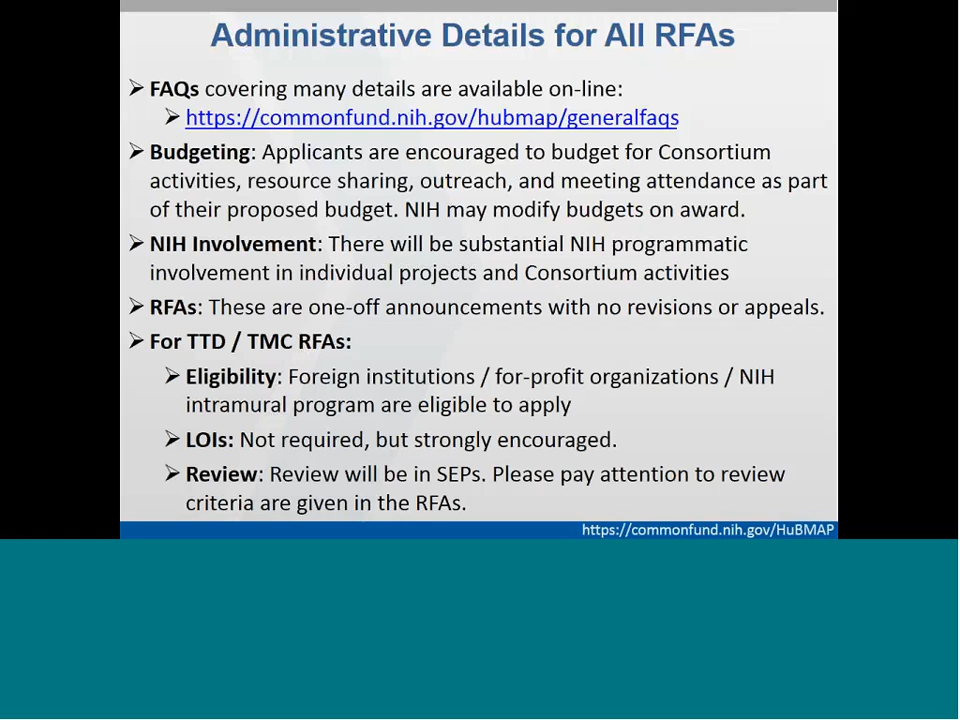 Administrative Details for All RFAs
➢ FAQs covering many details are available on-line:
➢ https://commonfund.nih.gov/hubmap/generalfaqs
➢ Budgeting: Applicants are encouraged to budget for Consortium
activities, resource sharing, outreach, and meeting attendance as part
of their proposed budget. NIH may modify budgets on award.
➢ NIH Involvement: There will be substantial NIH programmatic
involvement in individual projects and Consortium activities
➢ RFAs: These are one-off announcements with no revisions or appeals.
➢ For TTD / TMC RFAs:
➢ Eligibility: Foreign institutions / for-profit organizations / NIH
intramural program are eligible to apply
➢ LOIs: Not required, but strongly encouraged.
➢ Review: Review will be in SEPs. Please pay attention to review
criteria are given in the RFAs.
https://commonfund.nih.gov/HuBMAP